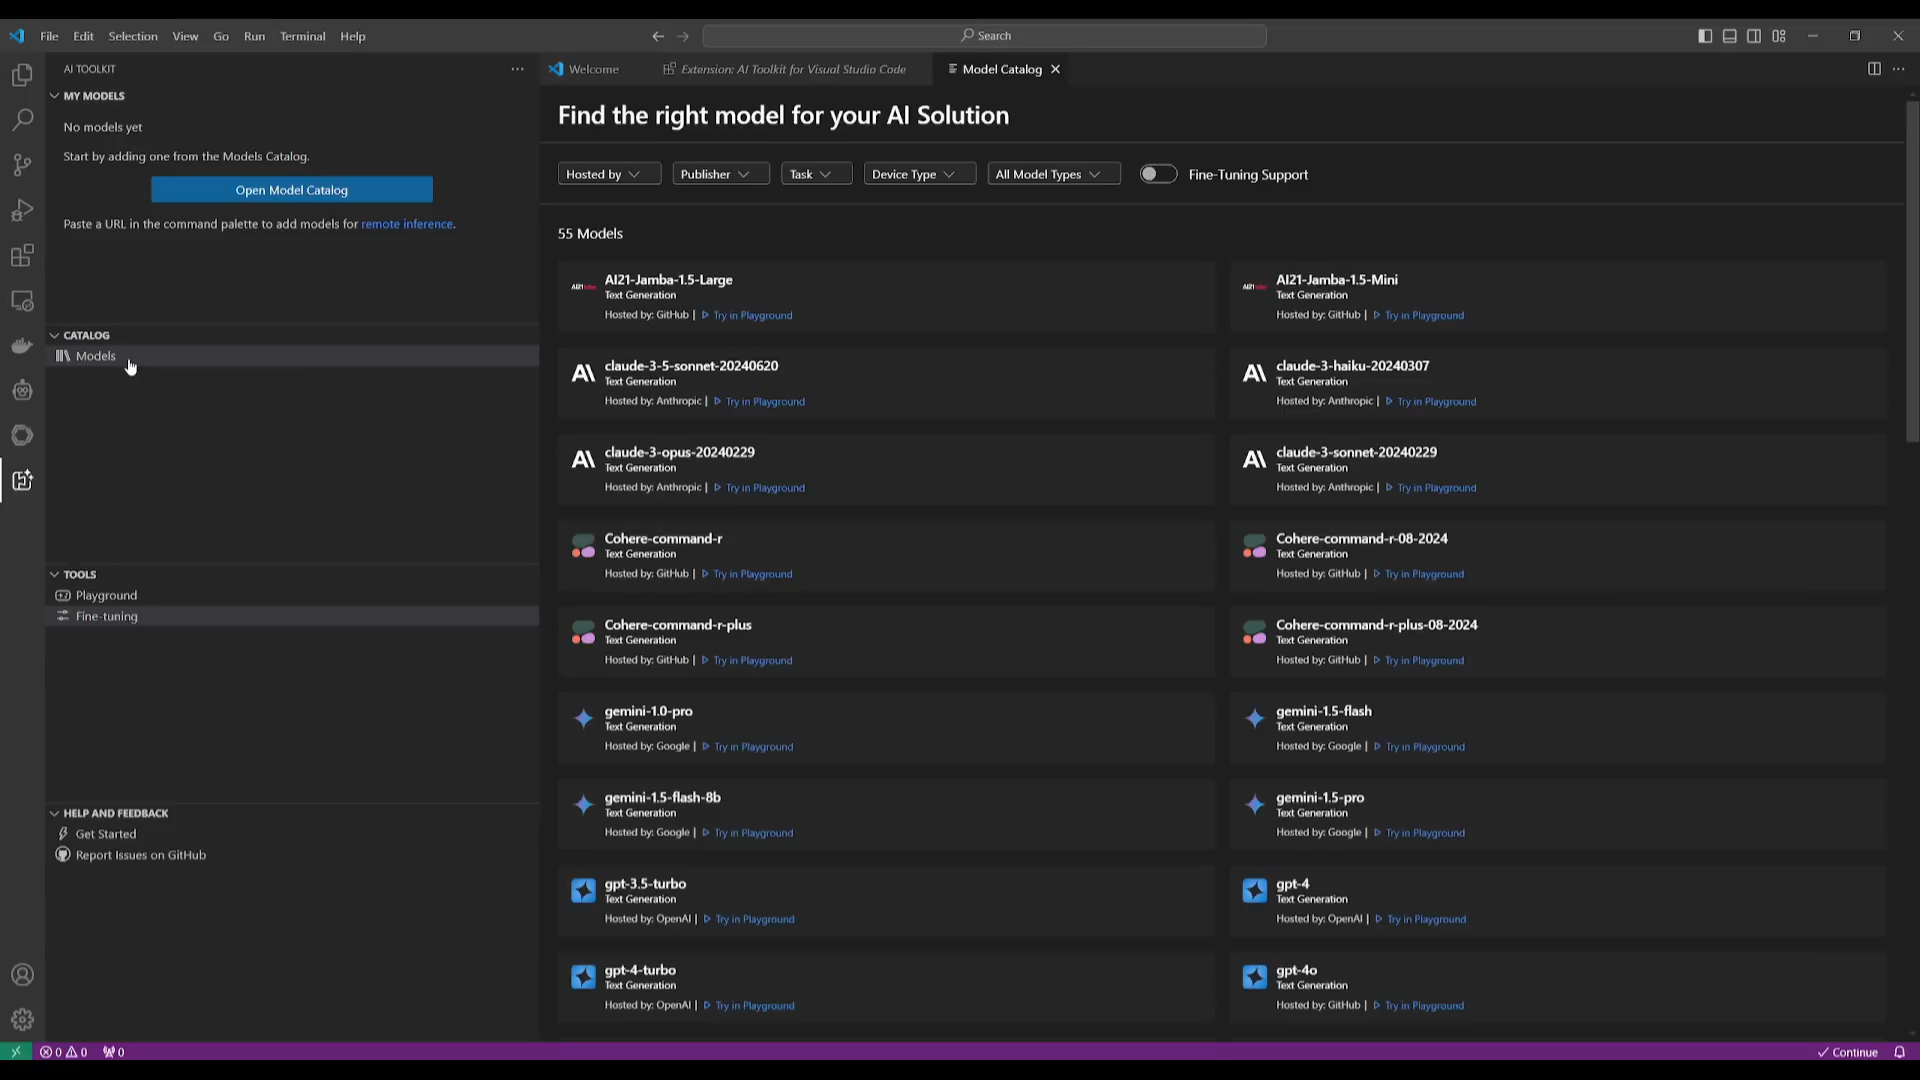 File Edit Selection View Go Run Terminal Help
Search
AI TOOLKIT
MY MODELS
No models yet
Start by adding one from the Models Catalog.
Open Model Catalog
Paste a URL in the command palette to add models for remote inference.
CATALOG
Models
TOOLS
Playground
Fine-tuning
HELP AND FEEDBACK
Get Started
Report Issues on GitHub
Welcome
Extension: AI Toolkit for Visual Studio Code
Model Catalog
Find the right model for your AI Solution
Hosted by
Publisher
Task
Device Type
All Model Types
Fine-Tuning Support
55 Models
AI21-Jamba-1.5-Large
Text Generation
Hosted by: GitHub | Try in Playground
AI21-Jamba-1.5-Mini
Text Generation
Hosted by: GitHub | Try in Playground
claude-3-5-sonnet-20240620
Text Generation
Hosted by: Anthropic | Try in Playground
claude-3-haiku-20240307
Text Generation
Hosted by: Anthropic | Try in Playground
claude-3-opus-20240229
Text Generation
Hosted by: Anthropic | Try in Playground
claude-3-sonnet-20240229
Text Generation
Hosted by: Anthropic | Try in Playground
Cohere-command-r
Text Generation
Hosted by: GitHub | Try in Playground
Cohere-command-r-08-2024
Text Generation
Hosted by: GitHub | Try in Playground
Cohere-command-r-plus
Text Generation
Hosted by: GitHub | Try in Playground
Cohere-command-r-plus-08-2024
Text Generation
Hosted by: GitHub | Try in Playground
gemini-1.0-pro
Text Generation
Hosted by: Google | Try in Playground
gemini-1.5-flash
Text Generation
Hosted by: Google | Try in Playground
gemini-1.5-flash-8b
Text Generation
Hosted by: Google | Try in Playground
gemini-1.5-pro
Text Generation
Hosted by: Google | Try in Playground
gpt-3.5-turbo
Text Generation
Hosted by: OpenAI | Try in Playground
gpt-4
Text Generation
Hosted by: OpenAI | Try in Playground
gpt-4-turbo
Text Generation
Hosted by: OpenAI | Try in Playground
gpt-4o
Text Generation
Hosted by: GitHub | Try in Playground
0 0 0
Continue